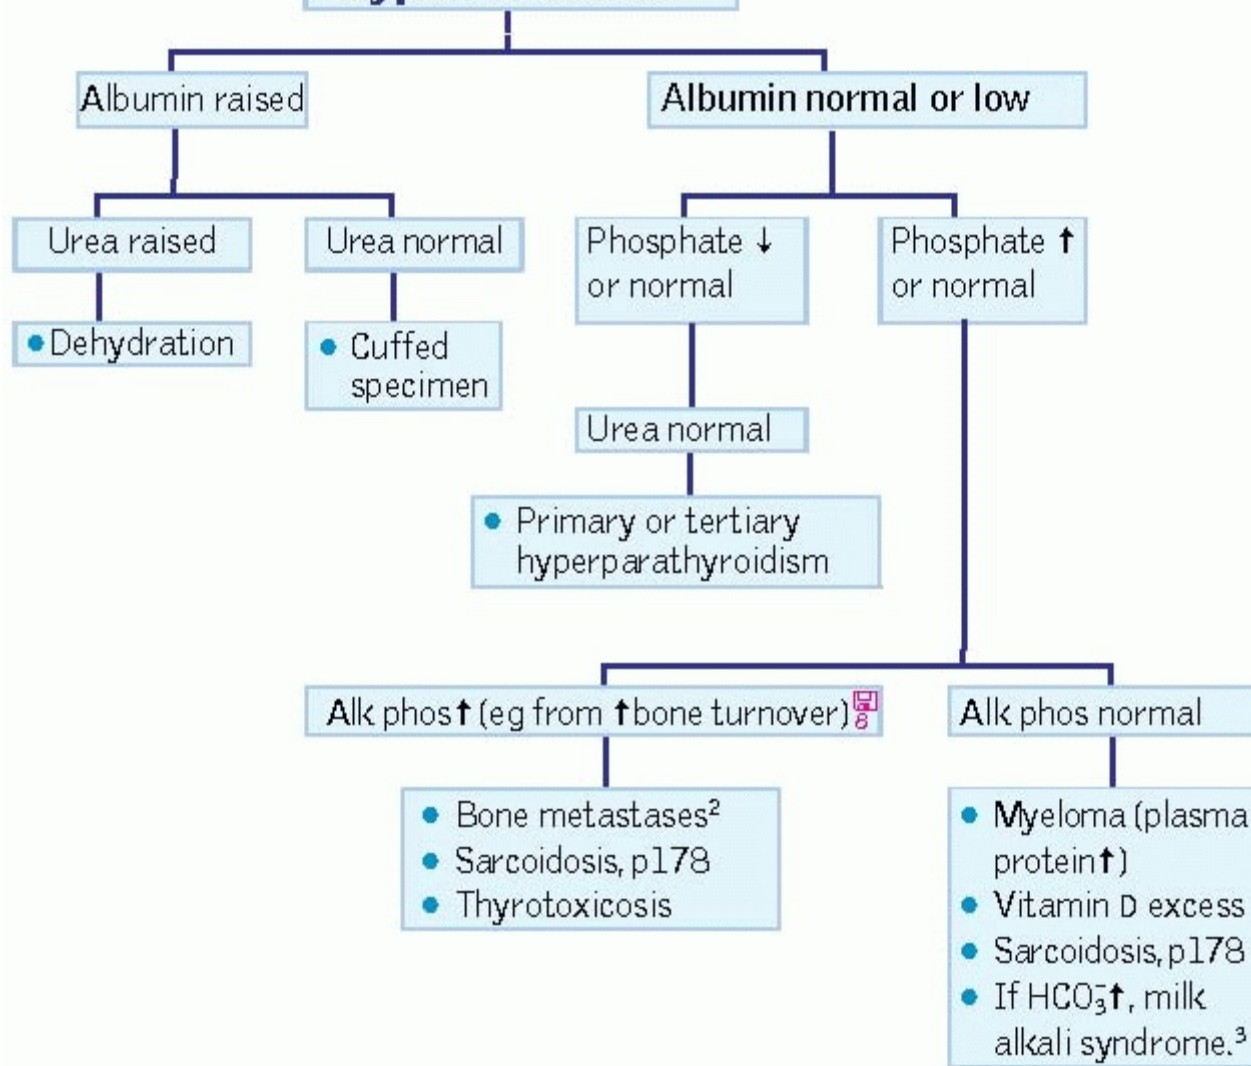 Albumin raised
Albumin normal or low
Urea raised
Urea normal
Phosphate ↓
or normal
Phosphate ↑
or normal
• Dehydration
• Cuffed
specimen
Urea normal
• Primary or tertiary
hyperparathyroidism
Alk phos↑ (eg from ↑bone turnover) 8
Alk phos normal
• Bone metastases²
• Sarcoidosis, p178
• Thyrotoxicosis
• Myeloma (plasma
protein↑)
• Vitamin D excess
• Sarcoidosis, p178
• If HCO₃⁻↑, milk
alkali syndrome.³